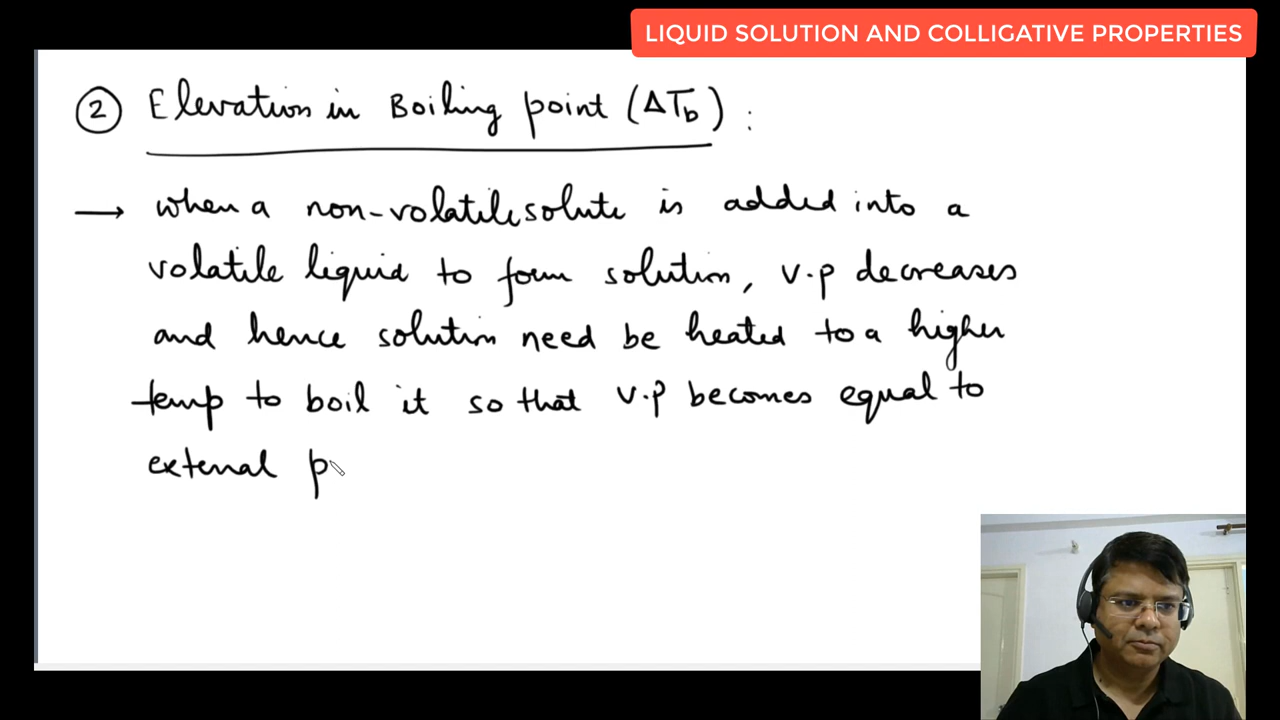 LIQUID SOLUTION AND COLLIGATIVE PROPERTIES
② Elevation in Boiling point (ΔTb) :
→ when a non-volatile solute is added into a
volatile liquid to form solution, v.p decreases
and hence solution need be heated to a higher
temp to boil it so that v.p becomes equal to
extenal p